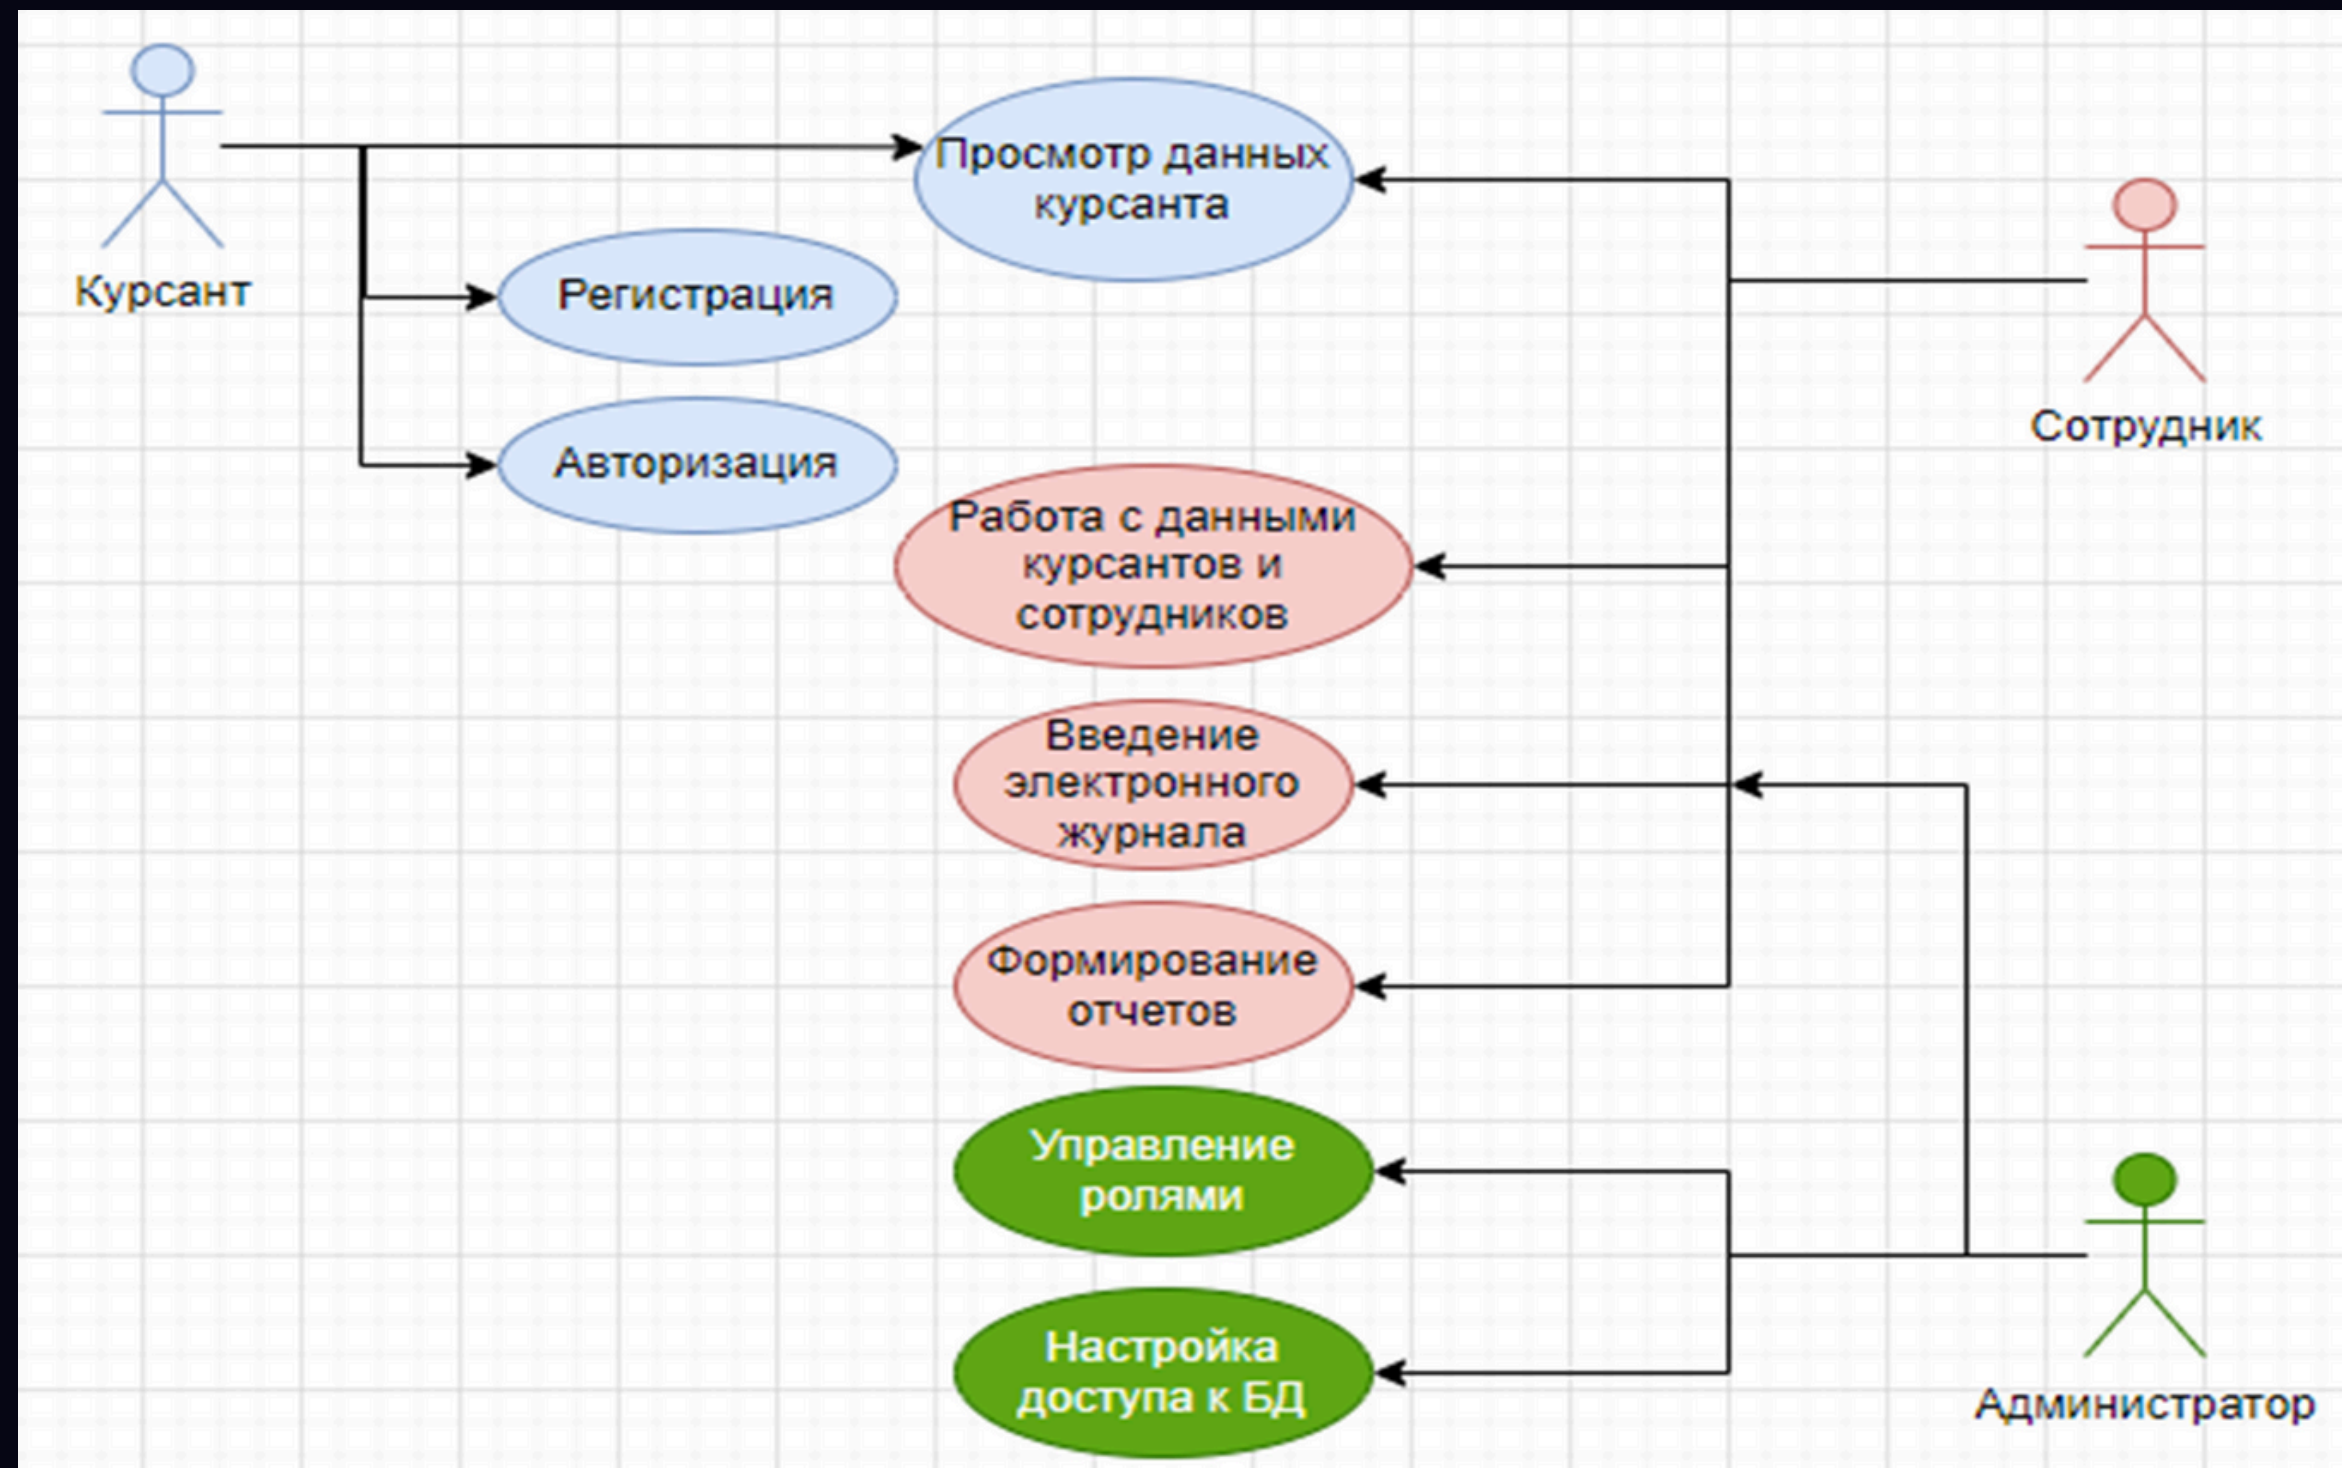 Курсант
Просмотр данных
курсанта
Регистрация
Авторизация
Сотрудник
Работа с данными
курсантов и
сотрудников
Введение
электронного
журнала
Формирование
отчетов
Управление
ролями
Настройка
доступа к БД
Администратор